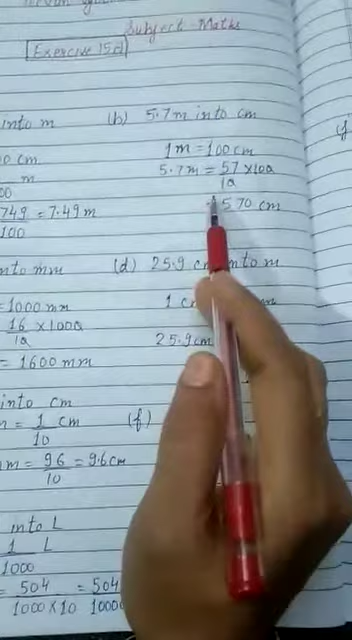 Subject-Maths
Exercise 15d
into m
(b) 5.7m into cm
cm
1m = 100 cm
m
5.7m = 57 × 100
10
749 = 7.49 m
100
570 cm
into mm
(d) 25.9 cm into m
= 1000 mm
16 × 1000
10
25.9cm
= 1600 mm
into cm
= 1 cm
10
(f)
m = 96 = 9.6 cm
10
into L
1 L
1000
= 504 = 504
1000 × 10